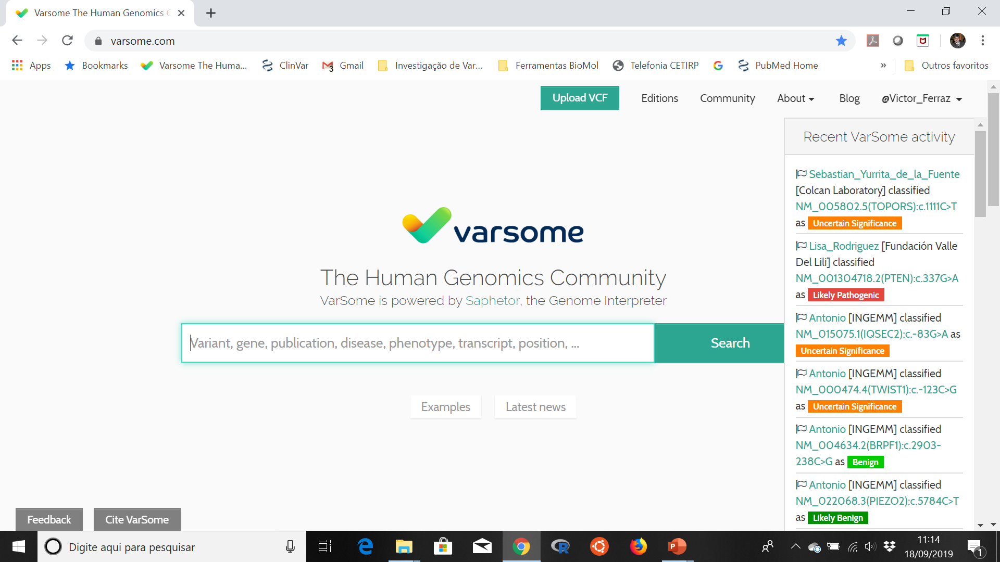 Varsome The Human Genomics
varsome.com
Apps Bookmarks Varsome The Huma... ClinVar Gmail Investigação de Var... Ferramentas BioMol Telefonia CETIRP PubMed Home » Outros favoritos
Upload VCF Editions Community About Blog @Victor_Ferraz
varsome
The Human Genomics Community
VarSome is powered by Saphetor, the Genome Interpreter
Variant, gene, publication, disease, phenotype, transcript, position, ...
Search
Examples Latest news
Feedback Cite VarSome
Recent VarSome activity
Sebastian_Yurrita_de_la_Fuente
[Colcan Laboratory] classified
NM_005802.5(TOPORS):c.1111C>T
as Uncertain Significance
Lisa_Rodriguez [Fundación Valle
Del Lili] classified
NM_001304718.2(PTEN):c.337G>A
as Likely Pathogenic
Antonio [INGEMM] classified
NM_015075.1(IQSEC2):c.-83G>A as
Uncertain Significance
Antonio [INGEMM] classified
NM_000474.4(TWIST1):c.-123C>G
as Uncertain Significance
Antonio [INGEMM] classified
NM_004634.2(BRPF1):c.2903-
238C>G as Benign
Antonio [INGEMM] classified
NM_022068.3(PIEZO2):c.5784C>T
as Likely Benign
Digite aqui para pesquisar
11:14
18/09/2019
1